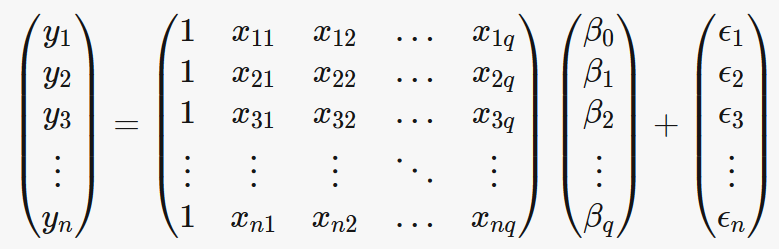 y₁ 1 x₁₁ x₁₂ … x₁q β₀ ϵ₁
y₂ 1 x₂₁ x₂₂ … x₂q β₁ ϵ₂
y₃ = 1 x₃₁ x₃₂ … x₃q β₂ + ϵ₃
⋮ ⋮ ⋮ ⋮ ⋱ ⋮ ⋮ ⋮
yₙ 1 xₙ₁ xₙ₂ … xₙq βq ϵₙ